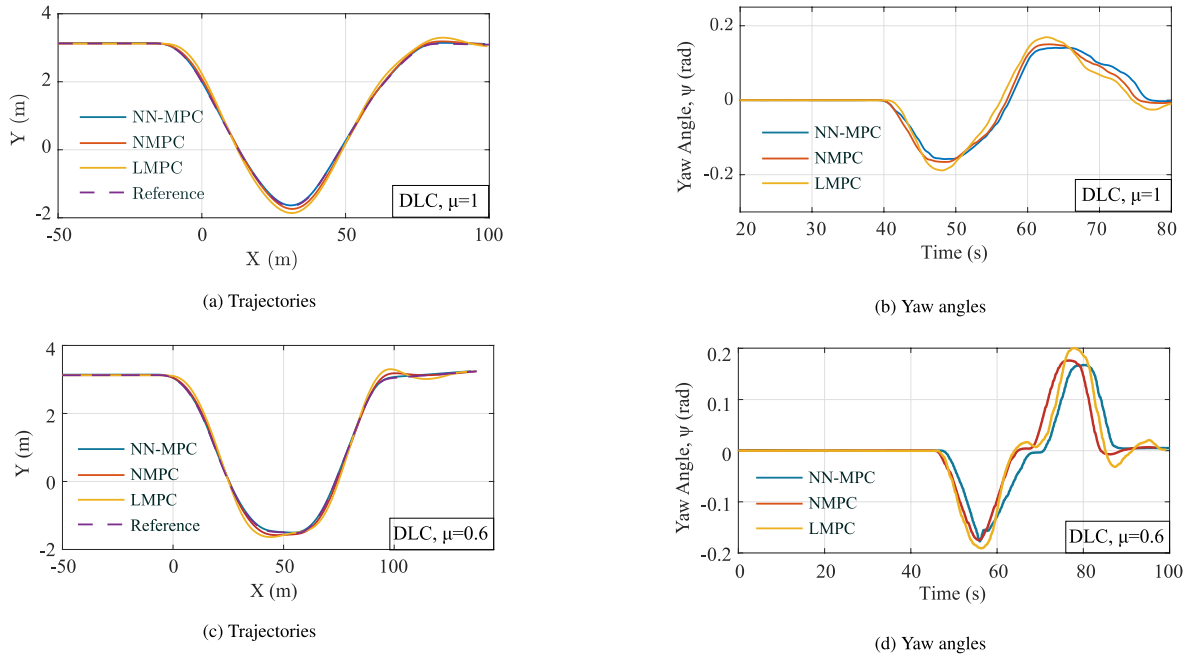 4
2
0
-2
Y (m)
NN-MPC
NMPC
LMPC
Reference
DLC, μ=1
-50
0
50
100
X (m)
(a) Trajectories
0.2
0
-0.2
Yaw Angle, ψ (rad)
NN-MPC
NMPC
LMPC
DLC, μ=1
20
30
40
50
60
70
80
Time (s)
(b) Yaw angles
4
2
0
-2
Y (m)
NN-MPC
NMPC
LMPC
Reference
DLC, μ=0.6
-50
0
50
100
X (m)
(c) Trajectories
0.2
0.1
0
-0.1
-0.2
Yaw Angle, ψ (rad)
NN-MPC
NMPC
LMPC
DLC, μ=0.6
0
20
40
60
80
100
Time (s)
(d) Yaw angles